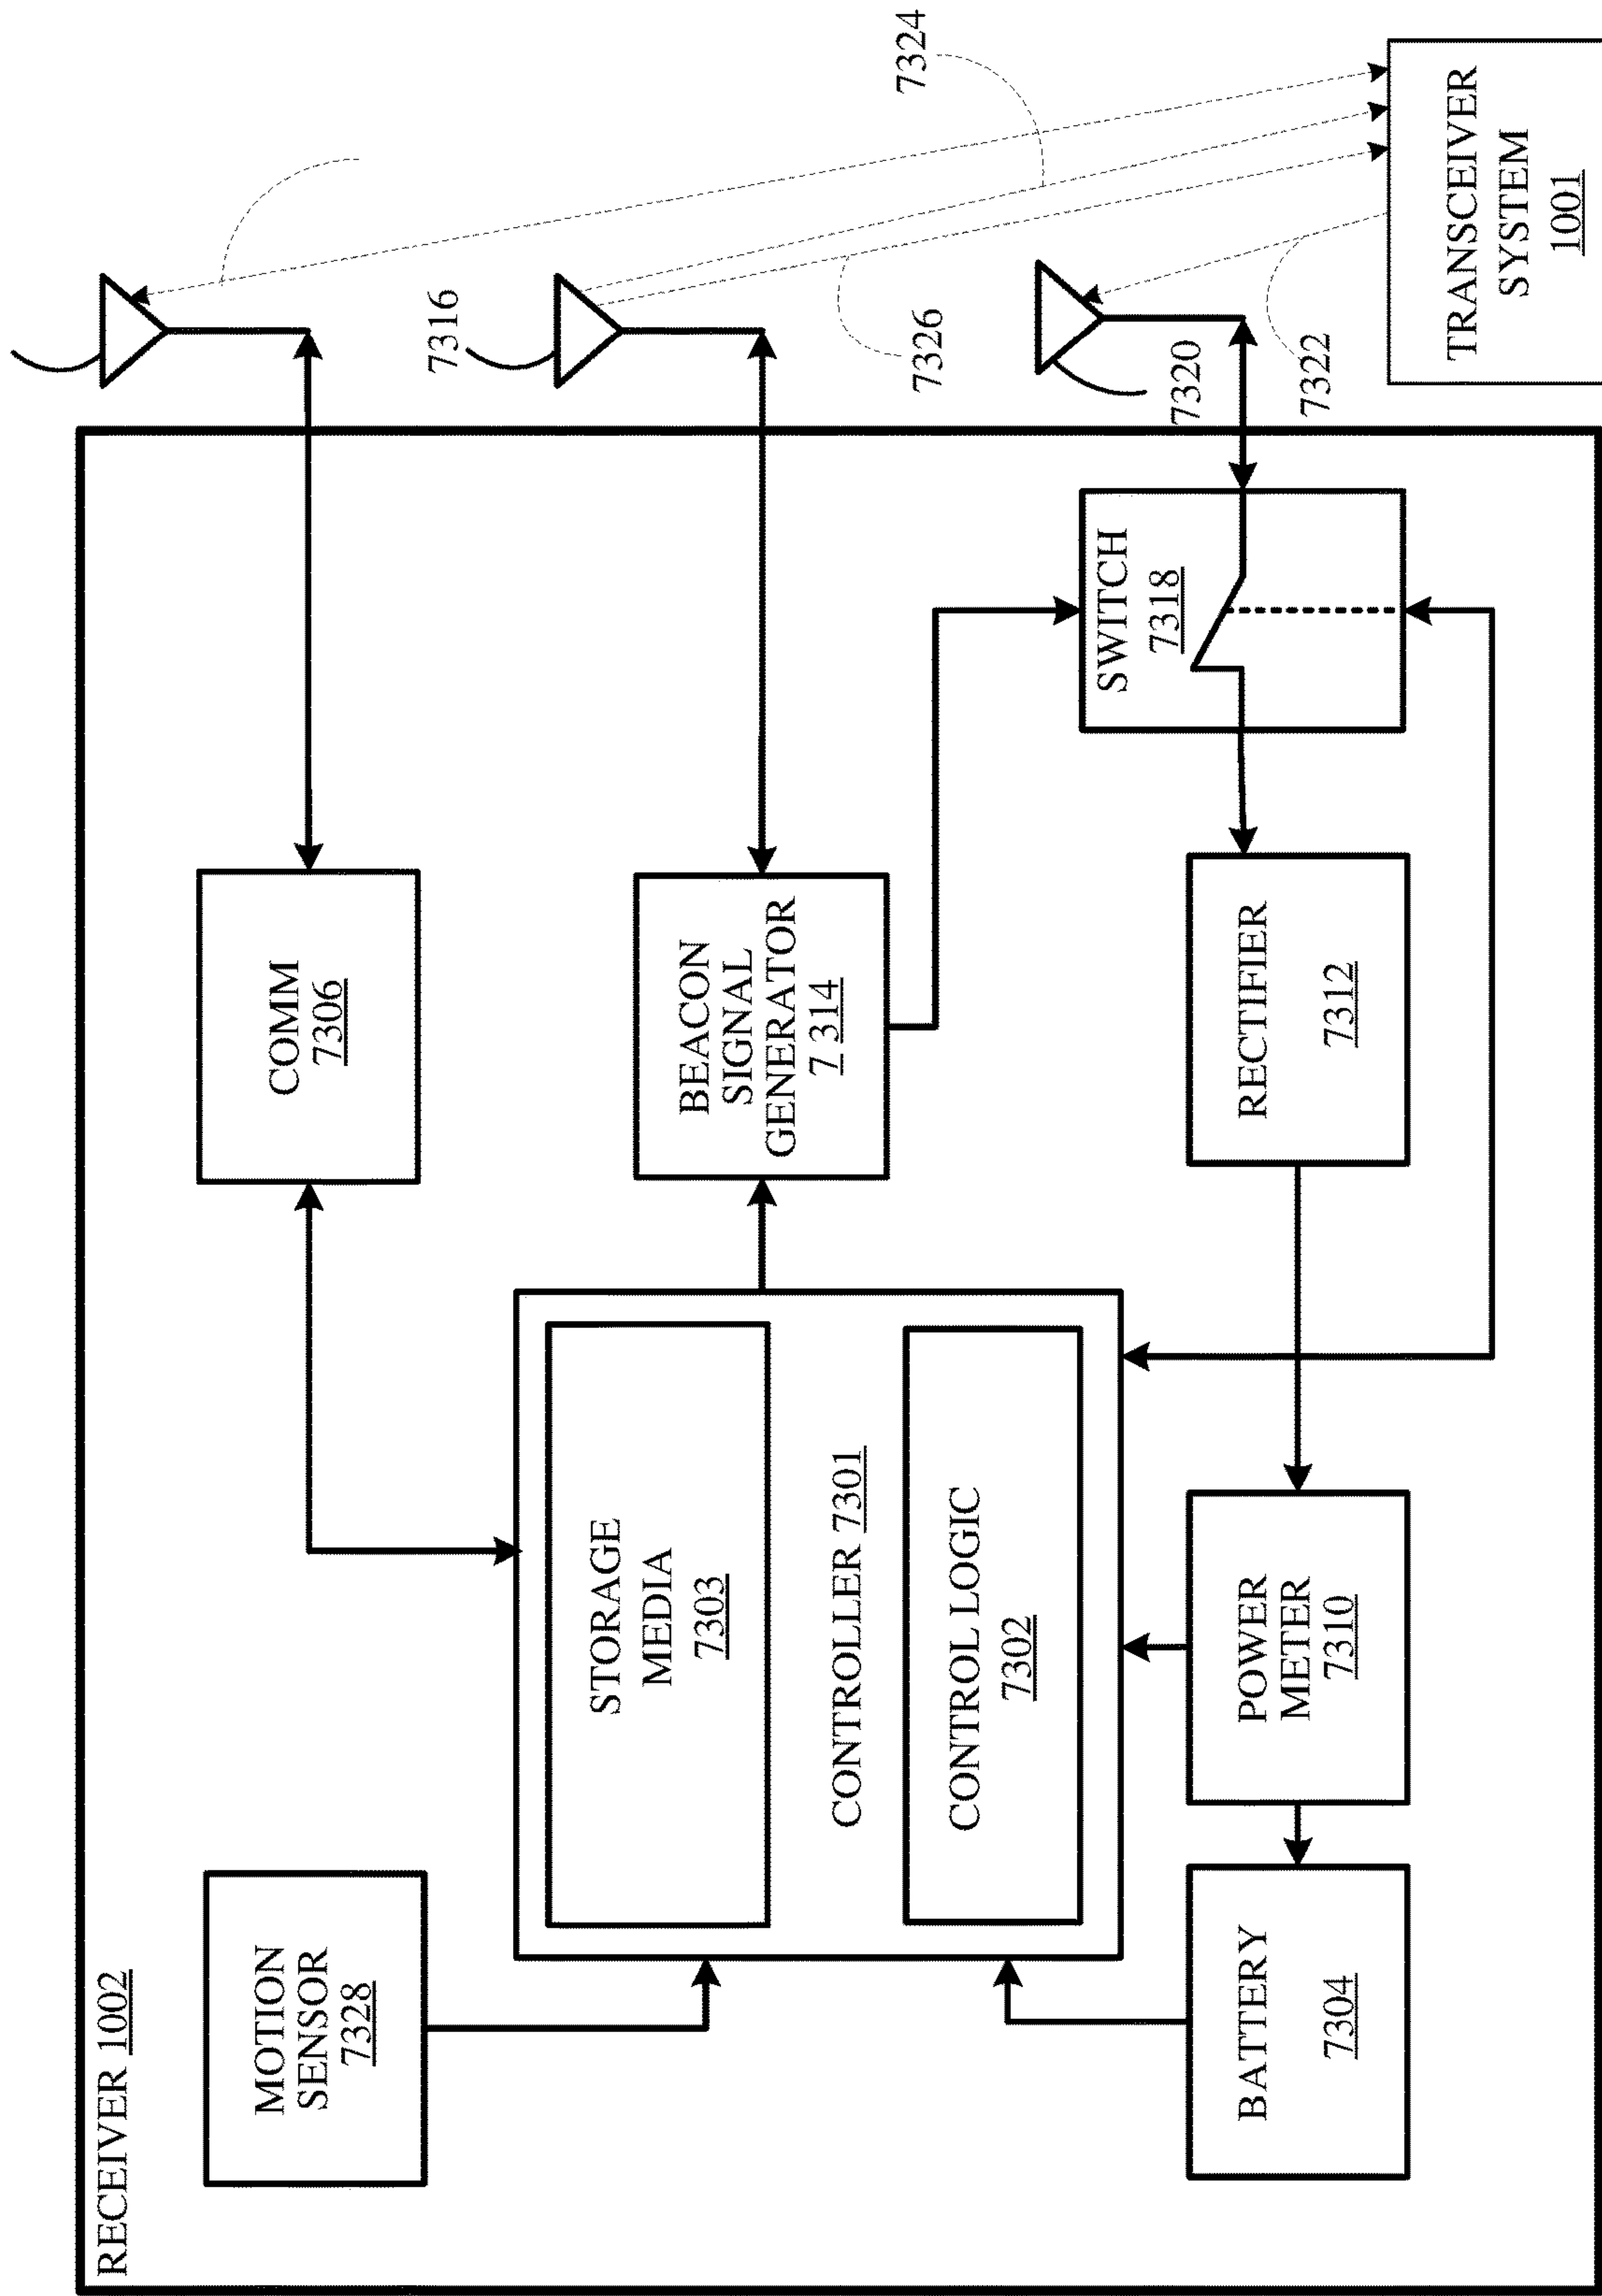 RECEIVER 1002
MOTION
SENSOR
7328
COMM
7306
7316
STORAGE
MEDIA
7303
CONTROLLER 7301
CONTROL LOGIC
7302
BEACON
SIGNAL
GENERATOR
7 314
7324
7326
SWITCH
7318
7320
7322
BATTERY
7304
POWER
METER
7310
RECTIFIER
7312
TRANSCEIVER
SYSTEM
1001